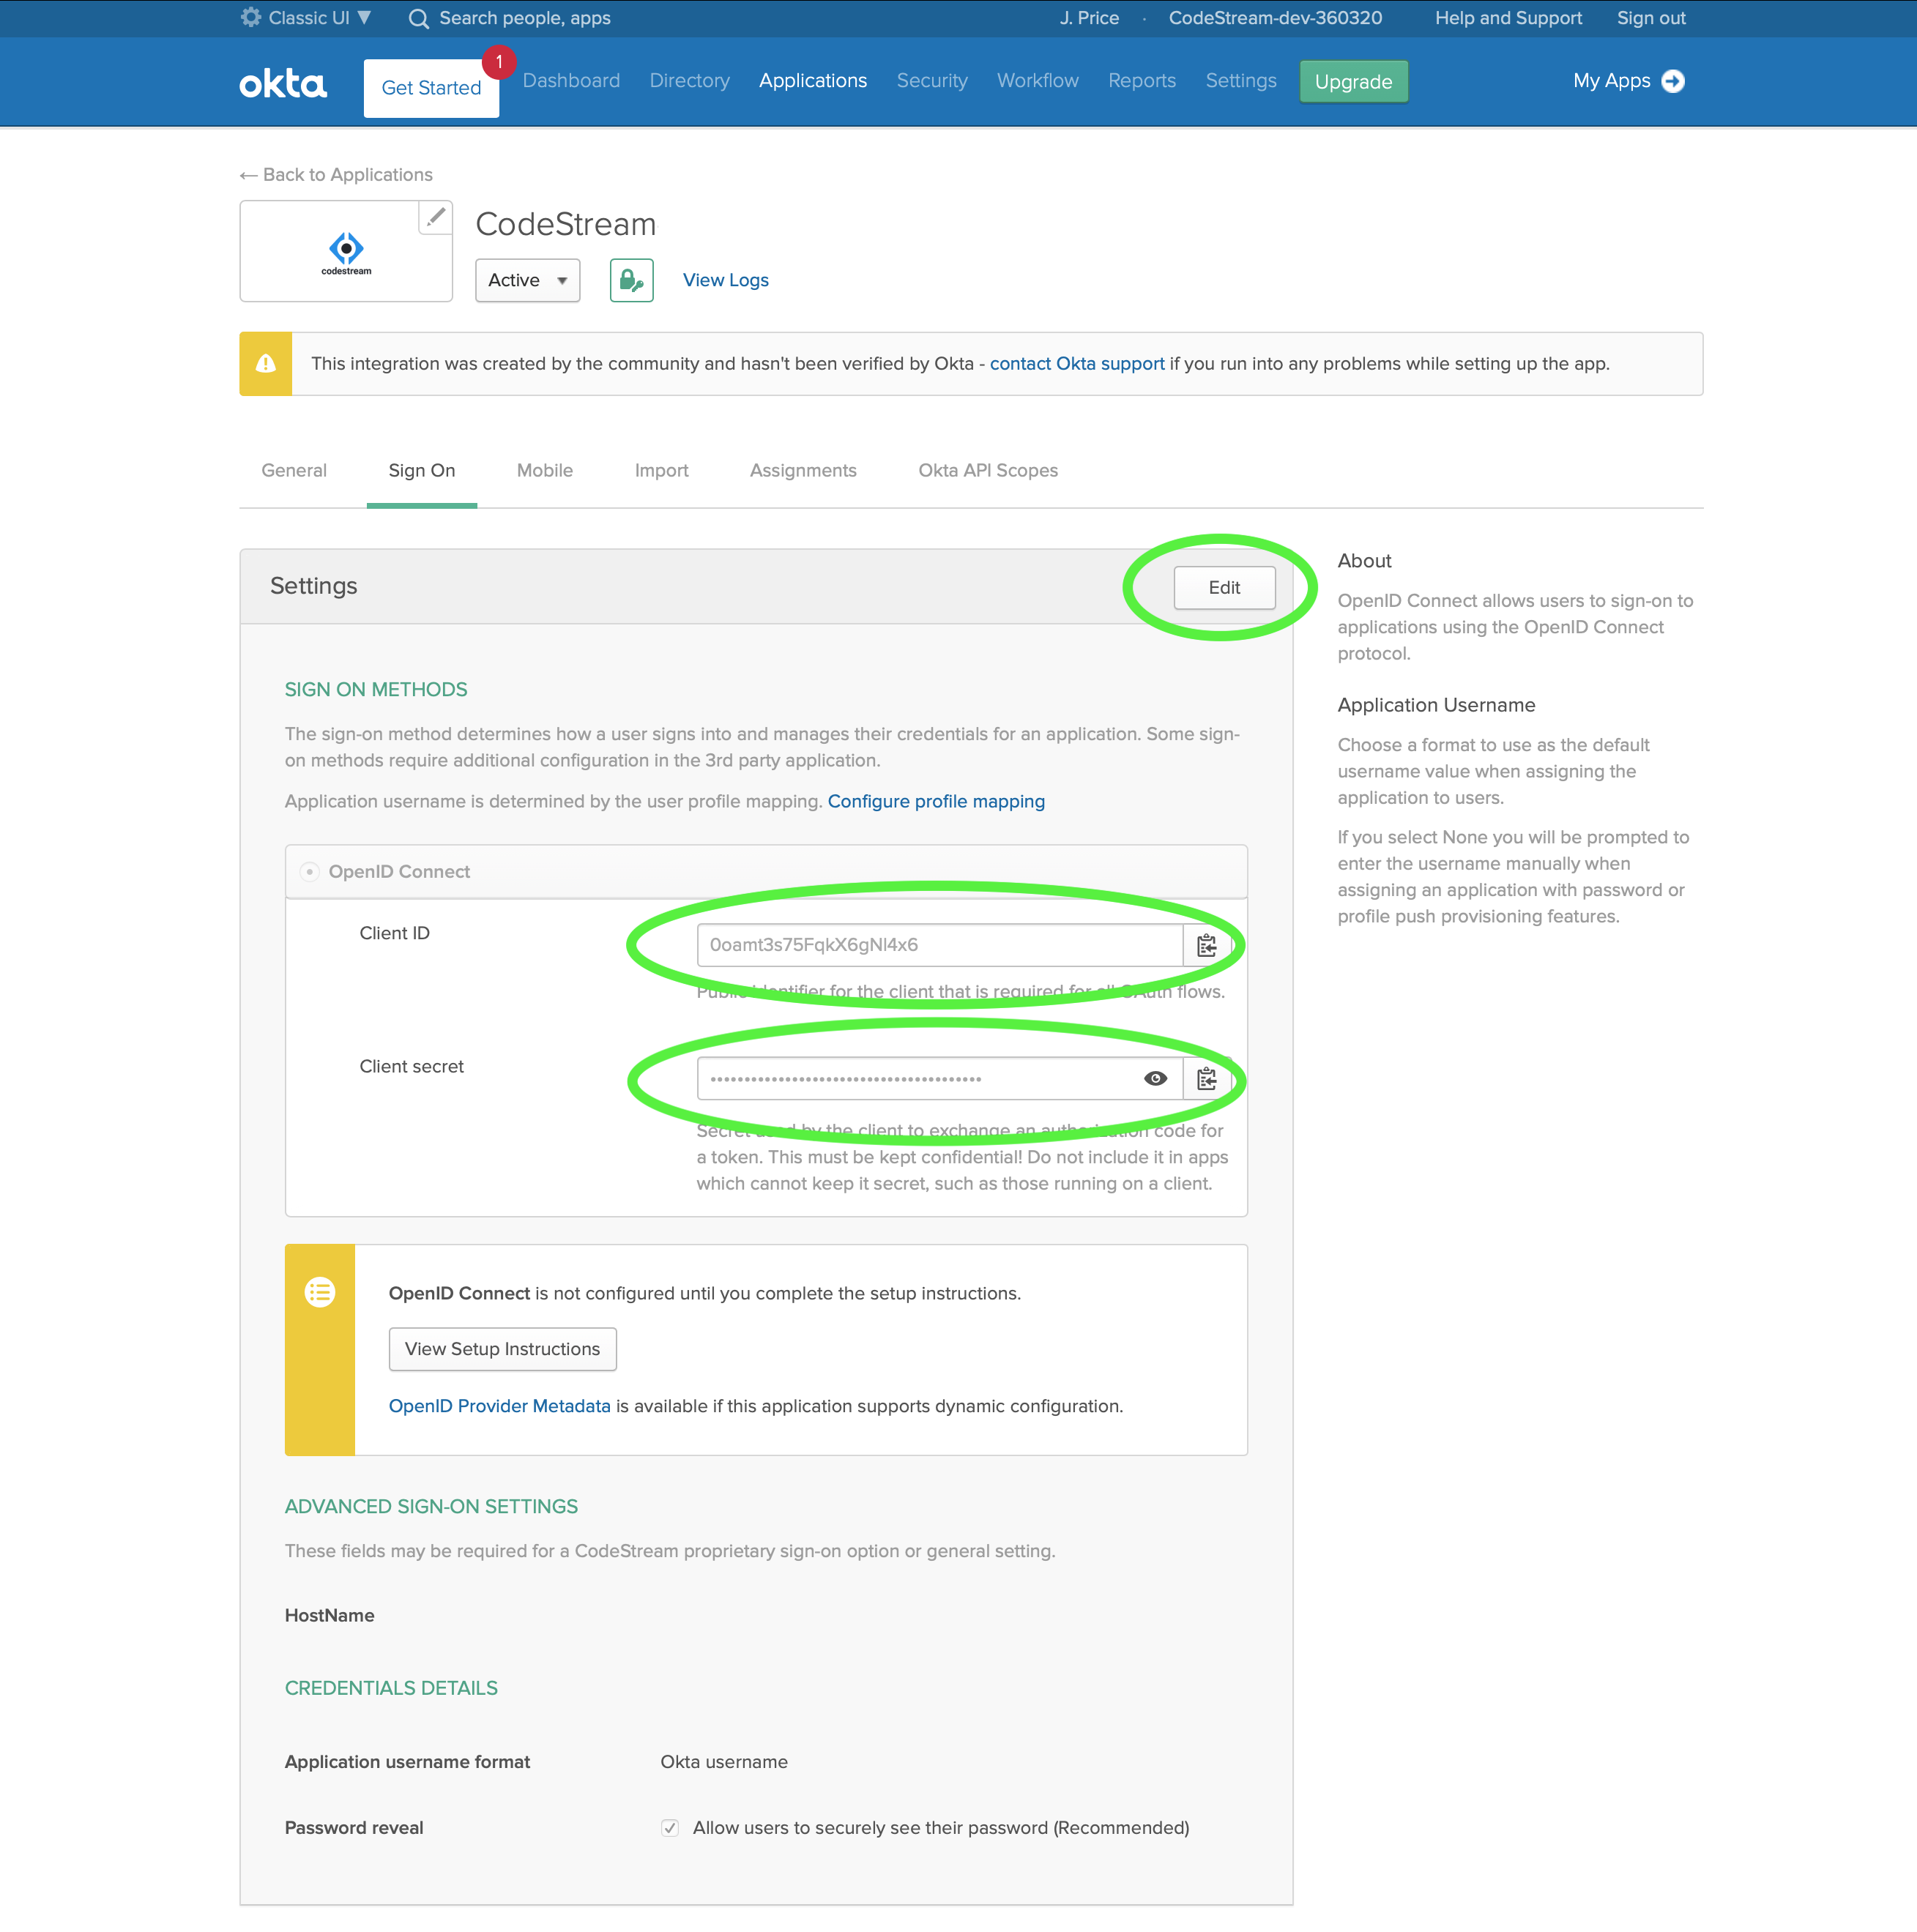 Classic UI ▼
Search people, apps
J. Price · CodeStream-dev-360320
Help and Support
Sign out
okta
Get Started
1
Dashboard
Directory
Applications
Security
Workflow
Reports
Settings
Upgrade
My Apps
← Back to Applications
codestream
CodeStream
Active ▼
View Logs
This integration was created by the community and hasn't been verified by Okta - contact Okta support if you run into any problems while setting up the app.
General
Sign On
Mobile
Import
Assignments
Okta API Scopes
Settings
Edit
SIGN ON METHODS
The sign-on method determines how a user signs into and manages their credentials for an application. Some sign-
on methods require additional configuration in the 3rd party application.
Application username is determined by the user profile mapping. Configure profile mapping
OpenID Connect
Client ID
0oamt3s75FqkX6gNl4x6
Public identifier for the client that is required for all OAuth flows.
Client secret
••••••••••••••••••••••••••••••••••••••••
Secret used by the client to exchange an authorization code for
a token. This must be kept confidential! Do not include it in apps
which cannot keep it secret, such as those running on a client.
OpenID Connect is not configured until you complete the setup instructions.
View Setup Instructions
OpenID Provider Metadata is available if this application supports dynamic configuration.
ADVANCED SIGN-ON SETTINGS
These fields may be required for a CodeStream proprietary sign-on option or general setting.
HostName
CREDENTIALS DETAILS
Application username format
Okta username
Password reveal
Allow users to securely see their password (Recommended)
About
OpenID Connect allows users to sign-on to
applications using the OpenID Connect
protocol.
Application Username
Choose a format to use as the default
username value when assigning the
application to users.
If you select None you will be prompted to
enter the username manually when
assigning an application with password or
profile push provisioning features.